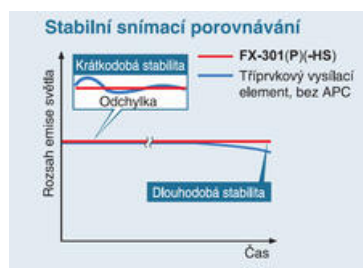 Stabilní snímací porovnávání
Krátkodobá stabilita
Odchylka
FX-301(P)(-HS)
Tříprvkový vysílací
element, bez APC
Rozsah emise světla
Dlouhodobá stabilita
Čas